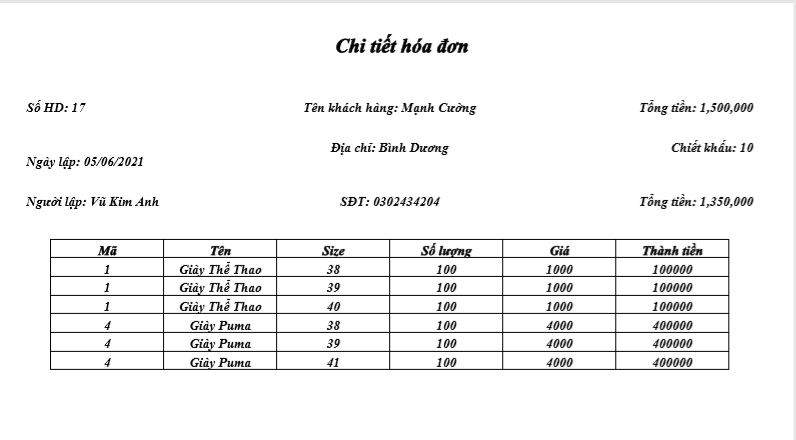 Chi tiết hóa đơn
Số HD: 17 Tên khách hàng: Mạnh Cường Tổng tiền: 1,500,000
Địa chỉ: Bình Dương Chiết khấu: 10
Ngày lập: 05/06/2021
Người lập: Vũ Kim Anh SĐT: 0302434204 Tổng tiền: 1,350,000
Mã Tên Size Số lượng Giá Thành tiền
1 Giày Thể Thao 38 100 1000 100000
1 Giày Thể Thao 39 100 1000 100000
1 Giày Thể Thao 40 100 1000 100000
4 Giày Puma 38 100 4000 400000
4 Giày Puma 39 100 4000 400000
4 Giày Puma 41 100 4000 400000